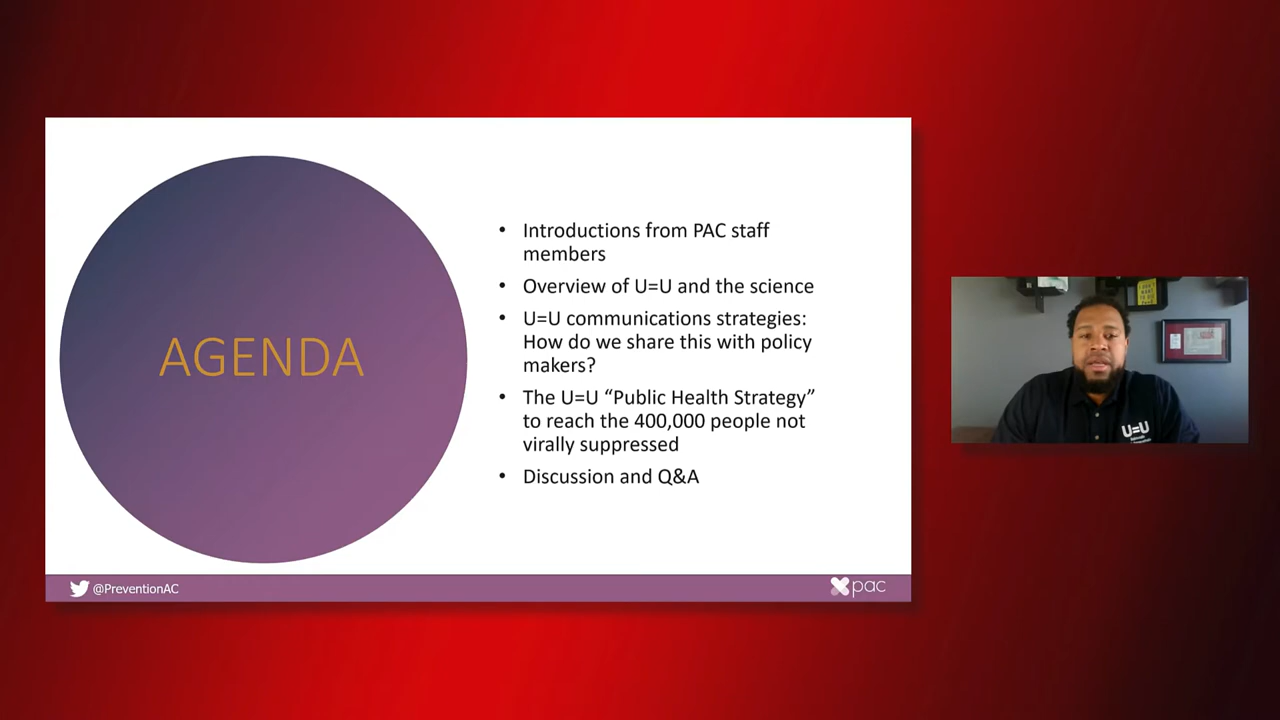 AGENDA
• Introductions from PAC staff
members
• Overview of U=U and the science
• U=U communications strategies:
How do we share this with policy
makers?
• The U=U “Public Health Strategy”
to reach the 400,000 people not
virally suppressed
• Discussion and Q&A
@PreventionAC
pac
U=U